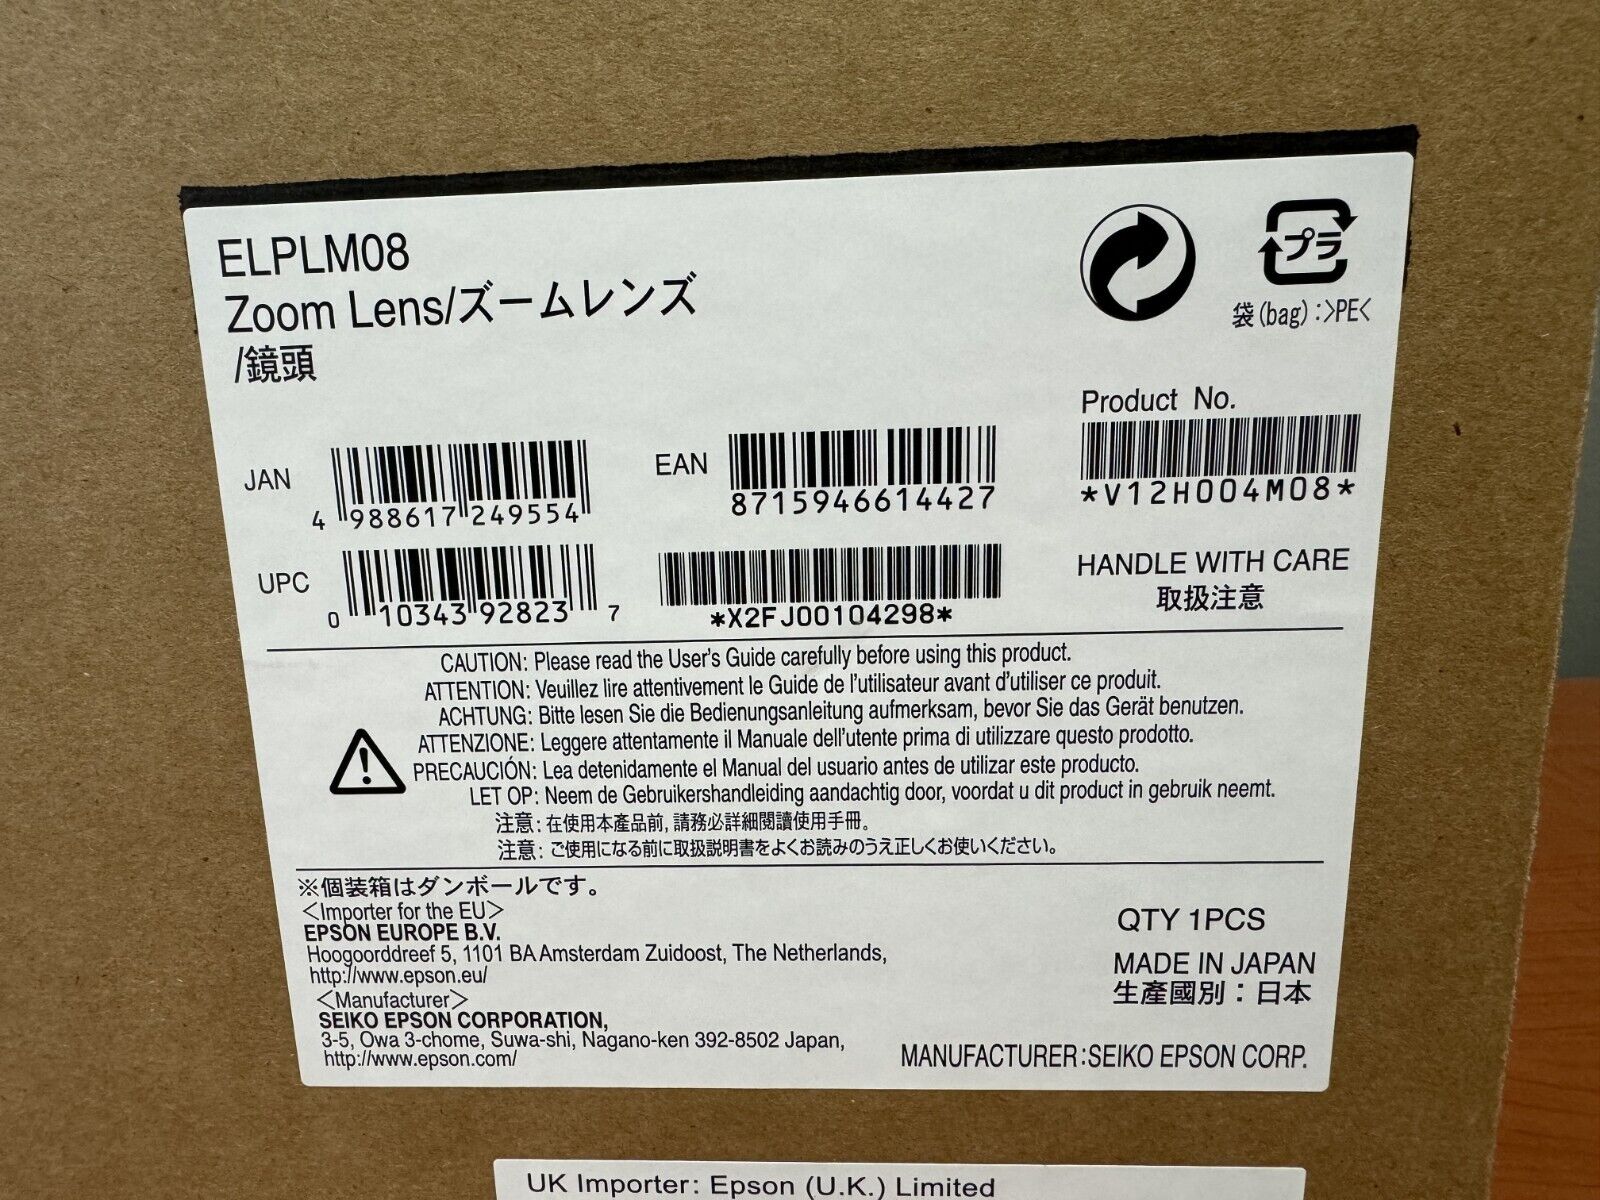 ELPLM08
Zoom Lens/ズームレンズ
/鏡頭
プラ
袋(bag):>PE<
Product No.
*V12H004M08*
JAN
4 988617 249554
EAN
8715946614427
UPC
0 10343 92823 7
*X2FJ00104298*
HANDLE WITH CARE
取扱注意
CAUTION: Please read the User's Guide carefully before using this product.
ATTENTION: Veuillez lire attentivement le Guide de l'utilisateur avant d'utiliser ce produit.
ACHTUNG: Bitte lesen Sie die Bedienungsanleitung aufmerksam, bevor Sie das Gerät benutzen.
ATTENZIONE: Leggere attentamente il Manuale dell'utente prima di utilizzare questo prodotto.
PRECAUCIÓN: Lea detenidamente el Manual del usuario antes de utilizar este producto.
LET OP: Neem de Gebruikershandleiding aandachtig door, voordat u dit product in gebruik neemt.
注意: 在使用本產品前, 請務必詳細閱讀使用手冊。
注意: ご使用になる前に取扱説明書をよくお読みのうえ正しくお使いください。
※個装箱はダンボールです。
<Importer for the EU>
EPSON EUROPE B.V.
Hoogoorddreef 5, 1101 BA Amsterdam Zuidoost, The Netherlands,
http://www.epson.eu/
<Manufacturer>
SEIKO EPSON CORPORATION,
3-5, Owa 3-chome, Suwa-shi, Nagano-ken 392-8502 Japan,
http://www.epson.com/
QTY 1PCS
MADE IN JAPAN
生產國別：日本
MANUFACTURER:SEIKO EPSON CORP.
UK Importer: Epson (U.K.) Limited